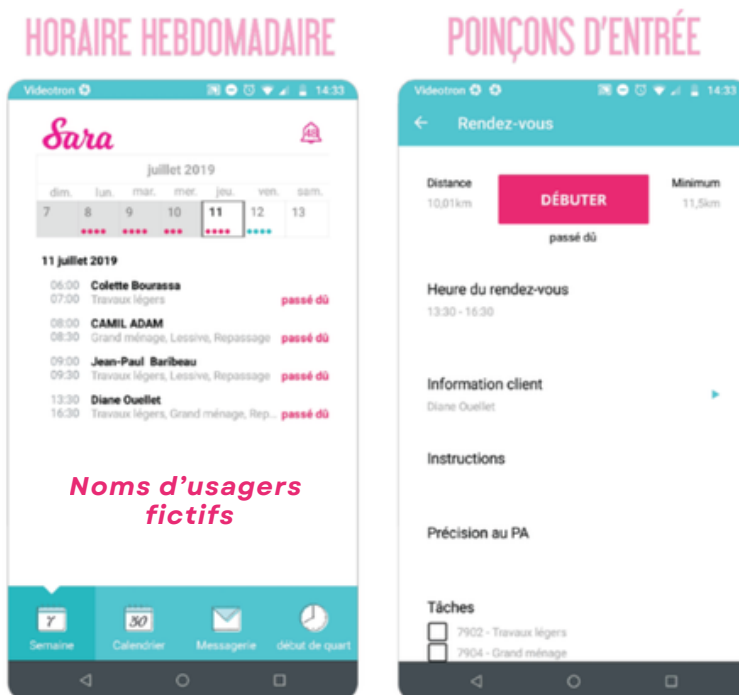 HORAIRE HEBDOMADAIRE
Videotron
14:33
Sara
48
juillet 2019
dim. lun. mar. mer. jeu. ven. sam.
7 8 9 10 11 12 13
11 juillet 2019
06:00 Colette Bourassa
07:00 Travaux légers passé dû
08:00 CAMIL ADAM
08:30 Grand ménage, Lessive, Repassage passé dû
09:00 Jean-Paul Baribeau
09:30 Travaux légers, Lessive, Repassage passé dû
13:30 Diane Ouellet
16:30 Travaux légers, Grand ménage, Rep... passé dû
Noms d'usagers
fictifs
7 30
Semaine Calendrier Messagerie début de quart
POINÇONS D'ENTRÉE
Videotron
14:33
Rendez-vous
Distance DÉBUTER Minimum
10,01km 11,5km
passé dû
Heure du rendez-vous
13:30 - 16:30
Information client
Diane Ouellet
Instructions
Précision au PA
Tâches
7902 - Travaux légers
7904 - Grand ménage